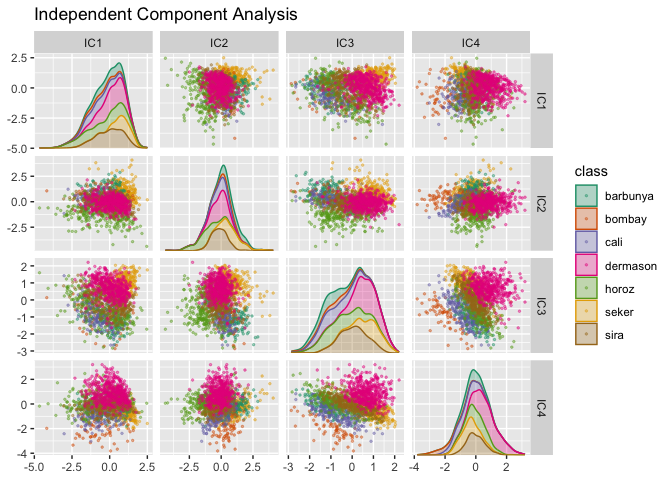 Independent Component Analysis
IC1 IC2 IC3 IC4
2.5
0.0
-2.5
-5.0
IC1
2.5
0.0
-2.5
IC2
2
1
0
-1
-2
-3
IC3
2
0
-2
-4
IC4
-5.0 -2.5 0.0 2.5
-2.5 0.0 2.5
-3 -2 -1 0 1 2
-4 -2 0 2
class
barbunya
bombay
cali
dermason
horoz
seker
sira